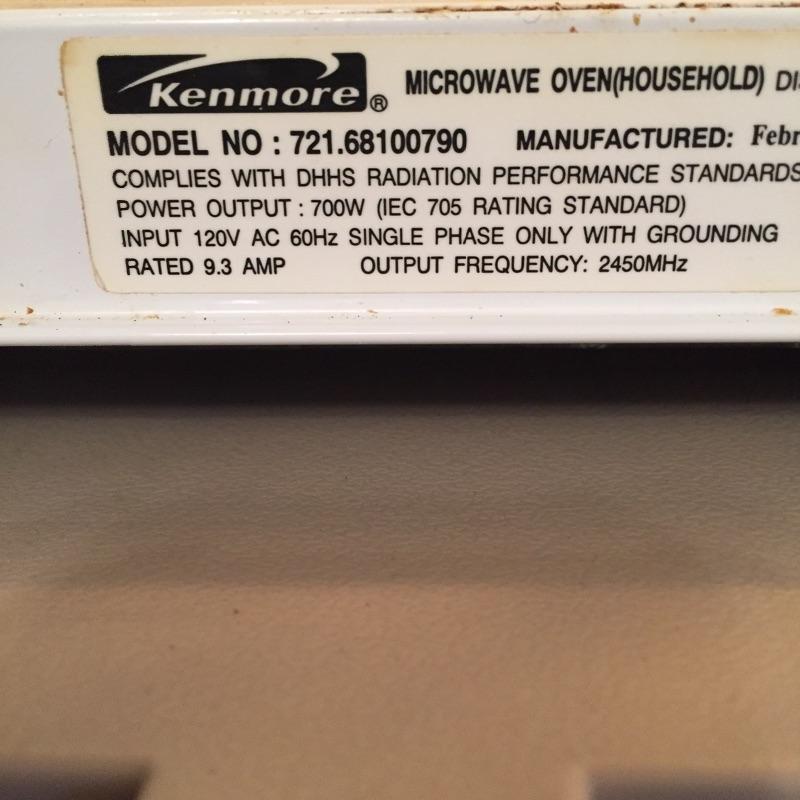 Kenmore® MICROWAVE OVEN(HOUSEHOLD)
MODEL NO : 721.68100790 MANUFACTURED:
COMPLIES WITH DHHS RADIATION PERFORMANCE STANDARDS
POWER OUTPUT : 700W (IEC 705 RATING STANDARD)
INPUT 120V AC 60Hz SINGLE PHASE ONLY WITH GROUNDING
RATED 9.3 AMP OUTPUT FREQUENCY: 2450MHz